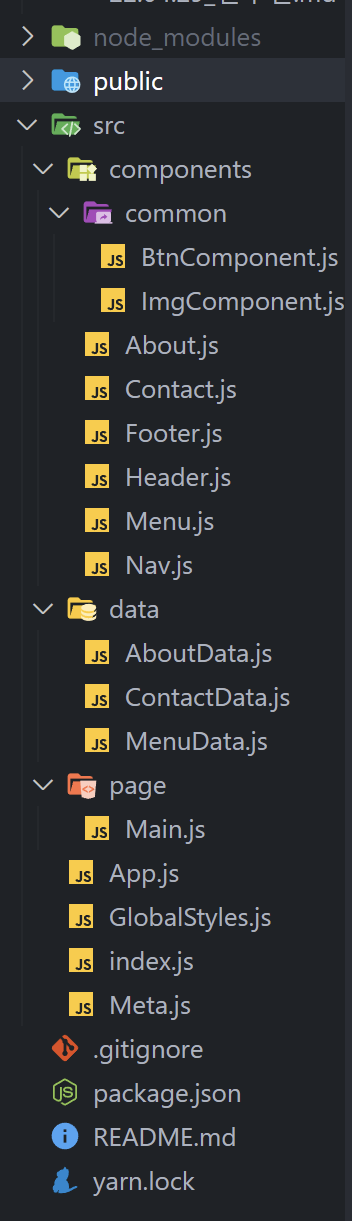 node_modules
public
src
components
common
BtnComponent.js
ImgComponent.js
About.js
Contact.js
Footer.js
Header.js
Menu.js
Nav.js
data
AboutData.js
ContactData.js
MenuData.js
page
Main.js
App.js
GlobalStyles.js
index.js
Meta.js
.gitignore
package.json
README.md
yarn.lock